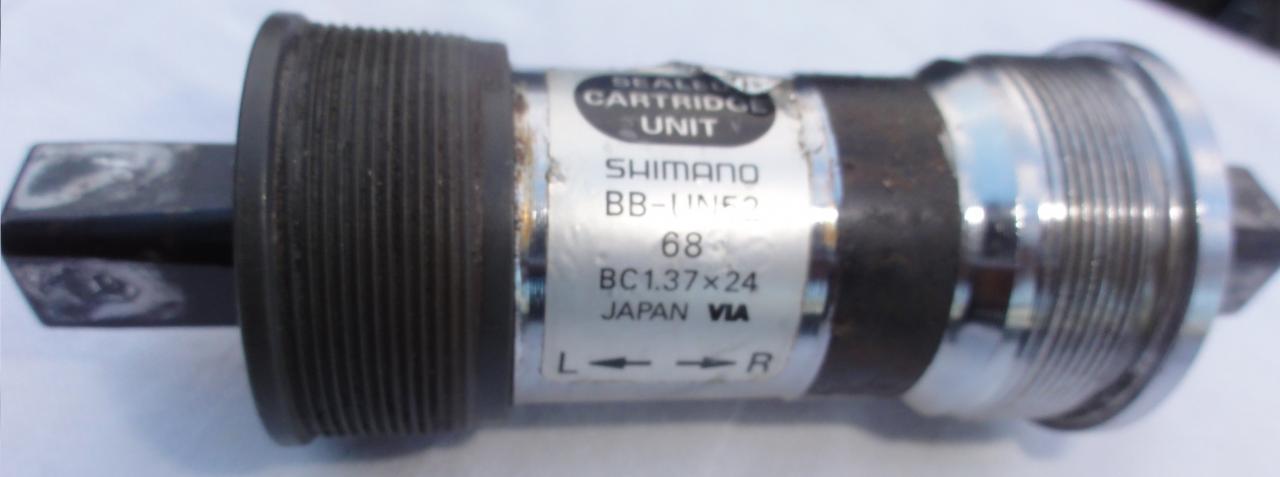 SEALED
CARTRIDGE
UNIT
SHIMANO
BB-UN52
68
BC1.37×24
JAPAN VIA
L ← → R